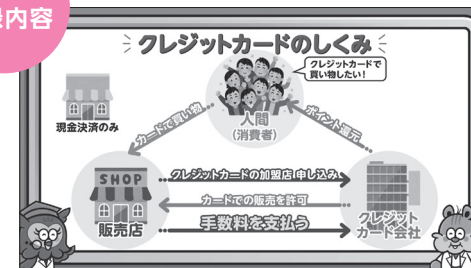 内容
クレジットカードのしくみ
クレジットカードで
買い物したい！
現金決済のみ
人間
(消費者)
カードで買い物
ポイント還元
SHOP
販売店
クレジットカードの加盟店申し込み
カードでの販売を許可
手数料を支払う
クレジット
カード会社